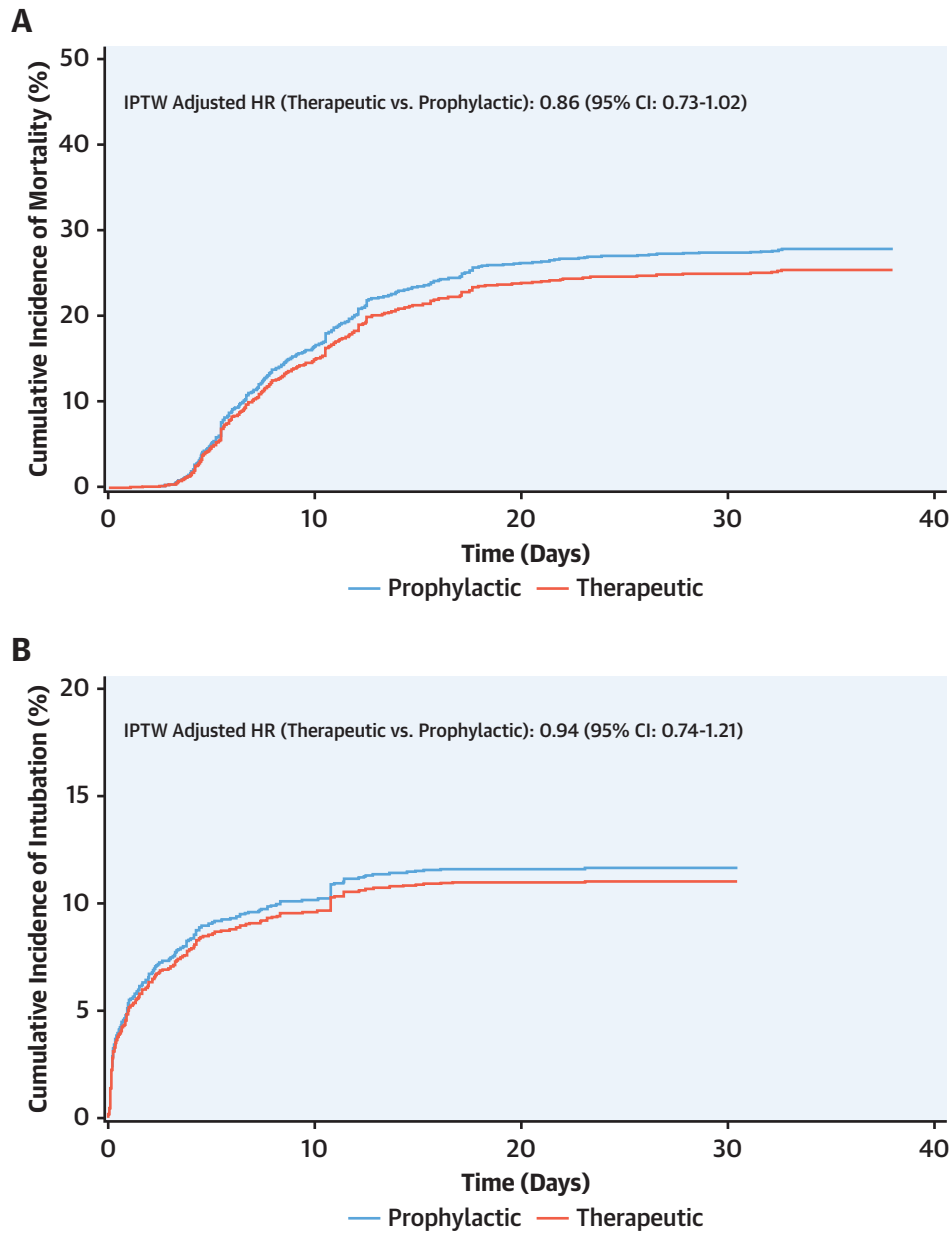 A
Cumulative Incidence of Mortality (%)
50
40
30
20
10
0
IPTW Adjusted HR (Therapeutic vs. Prophylactic): 0.86 (95% CI: 0.73-1.02)
0 10 20 30 40
Time (Days)
Prophylactic Therapeutic
B
Cumulative Incidence of Intubation (%)
20
15
10
5
0
IPTW Adjusted HR (Therapeutic vs. Prophylactic): 0.94 (95% CI: 0.74-1.21)
0 10 20 30 40
Time (Days)
Prophylactic Therapeutic